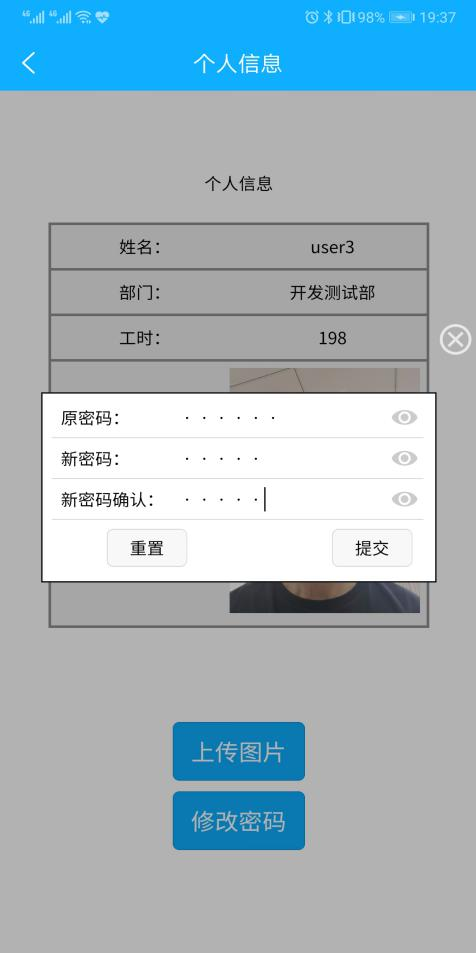 4G 4G 98% 19:37
个人信息
个人信息
姓名： user3
部门： 开发测试部
工时： 198
原密码： ······
新密码： ·····
新密码确认： ·····
重置 提交
上传图片
修改密码